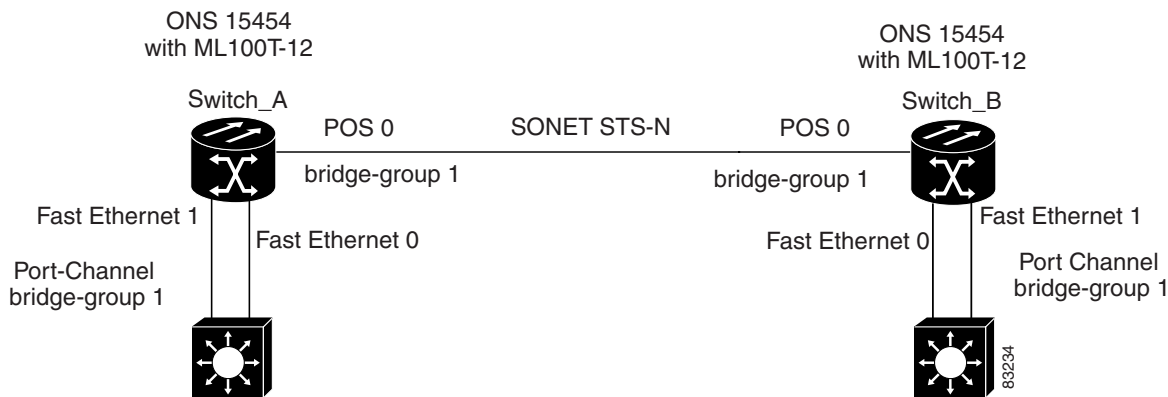 ONS 15454
with ML100T-12
Switch_A
ONS 15454
with ML100T-12
Switch_B
POS 0
SONET STS-N
POS 0
bridge-group 1
bridge-group 1
Fast Ethernet 1
Fast Ethernet 0
Port-Channel
bridge-group 1
Fast Ethernet 1
Fast Ethernet 0
Port Channel
bridge-group 1
83234